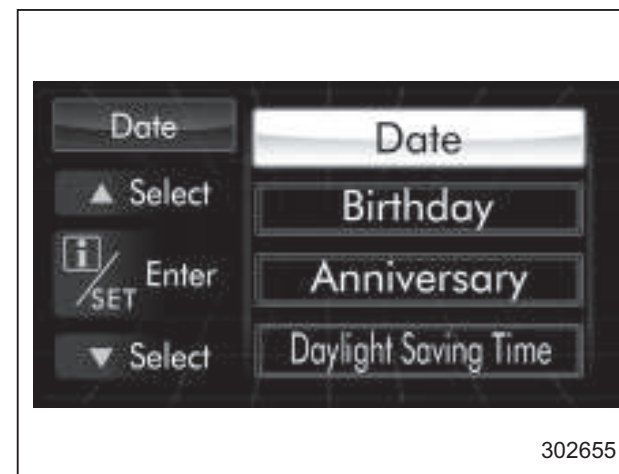 Date
▲ Select
i/SET Enter
▼ Select
Date
Birthday
Anniversary
Daylight Saving Time
302655